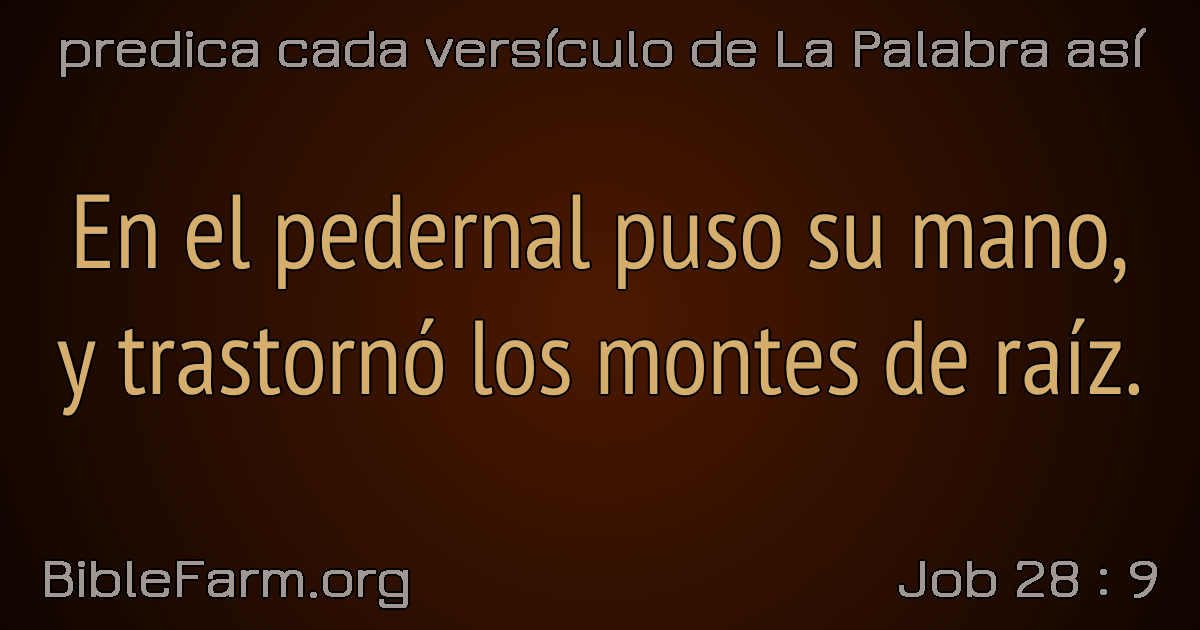 predica cada versículo de La Palabra así
En el pedernal puso su mano,
y trastornó los montes de raíz.
BibleFarm.org
Job 28 : 9